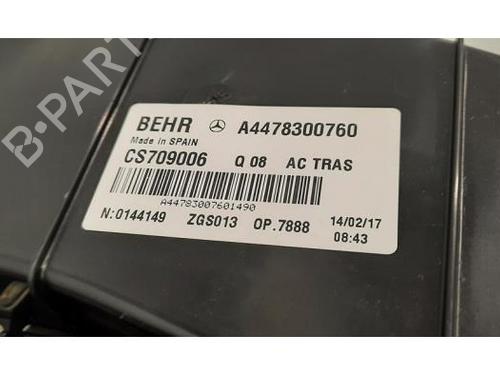 B-PARTS
BEHR A4478300760
Made in SPAIN
CS709006 Q 08 AC TRAS
A44783007601490
N:0144149 ZGS013 OP.7888 14/02/17
08:43